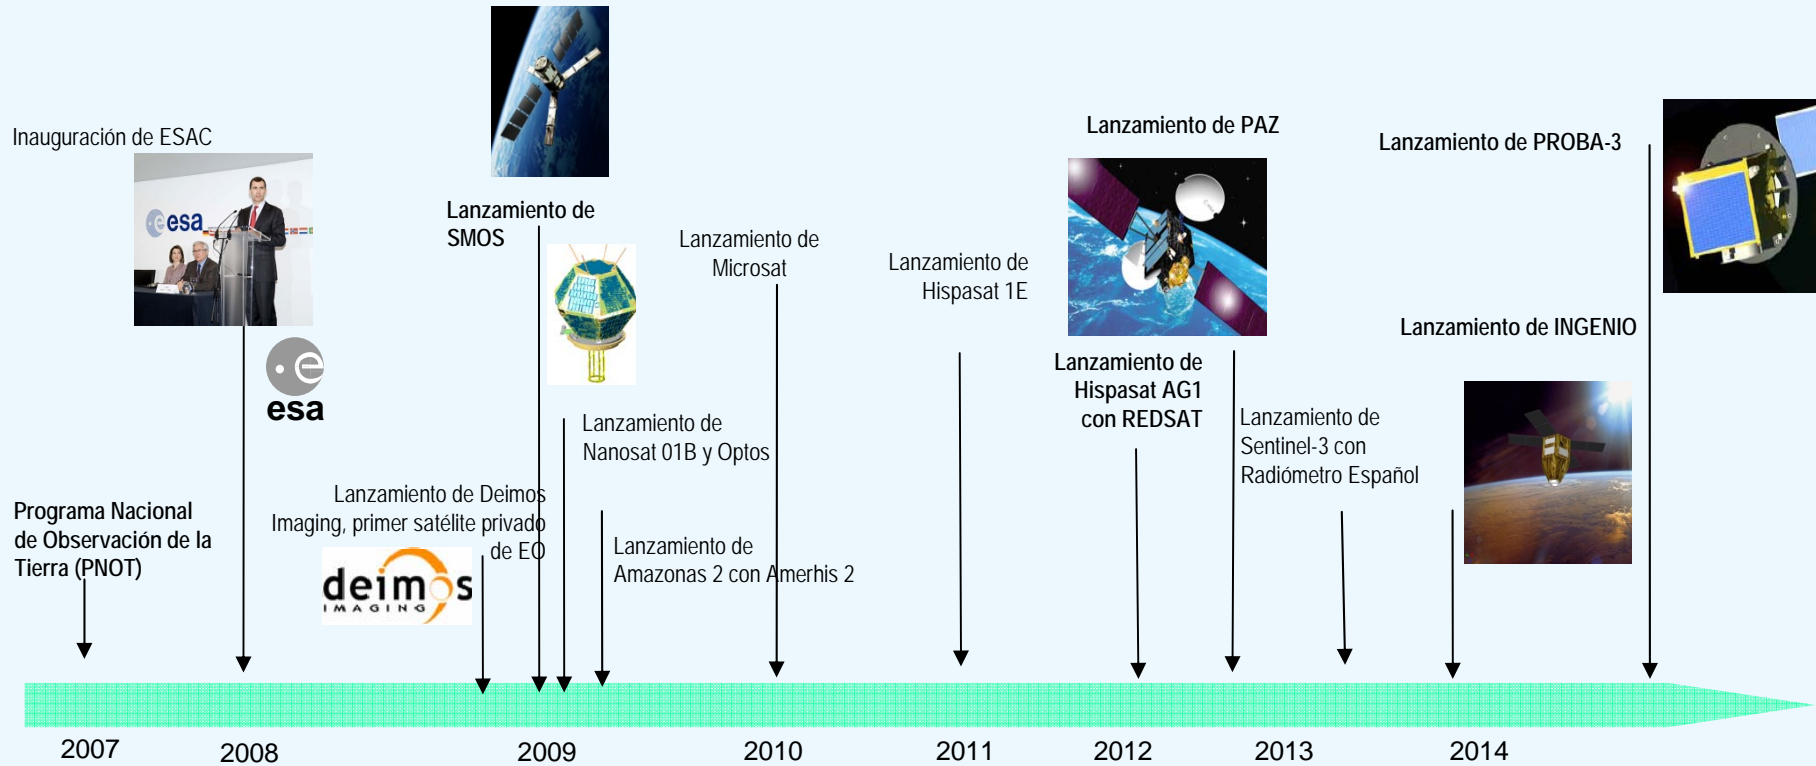 Inauguración de ESAC
esa
esa
Programa Nacional
de Observación de la
Tierra (PNOT)
Lanzamiento de Deimos
Imaging, primer satélite privado
de EO
deimos
IMAGING
Lanzamiento de
SMOS
Lanzamiento de
Nanosat 01B y Optos
Lanzamiento de
Amazonas 2 con Amerhis 2
Lanzamiento de
Microsat
Lanzamiento de
Hispasat 1E
Lanzamiento de PAZ
Lanzamiento de
Hispasat AG1
con REDSAT
Lanzamiento de
Sentinel-3 con
Radiómetro Español
Lanzamiento de PROBA-3
Lanzamiento de INGENIO
2007
2008
2009
2010
2011
2012
2013
2014